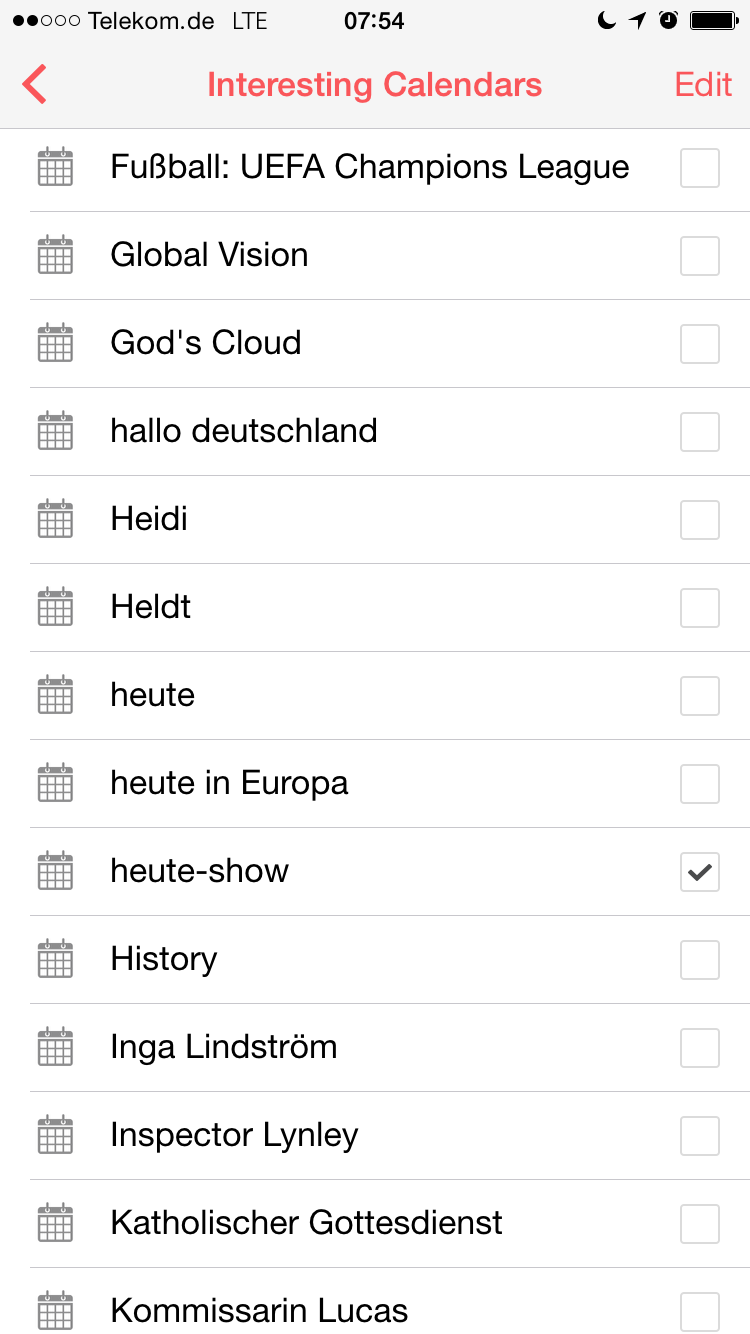 Telekom.de LTE 07:54
Interesting Calendars Edit
Fußball: UEFA Champions League
Global Vision
God's Cloud
hallo deutschland
Heidi
Heldt
heute
heute in Europa
heute-show
History
Inga Lindström
Inspector Lynley
Katholischer Gottesdienst
Kommissarin Lucas